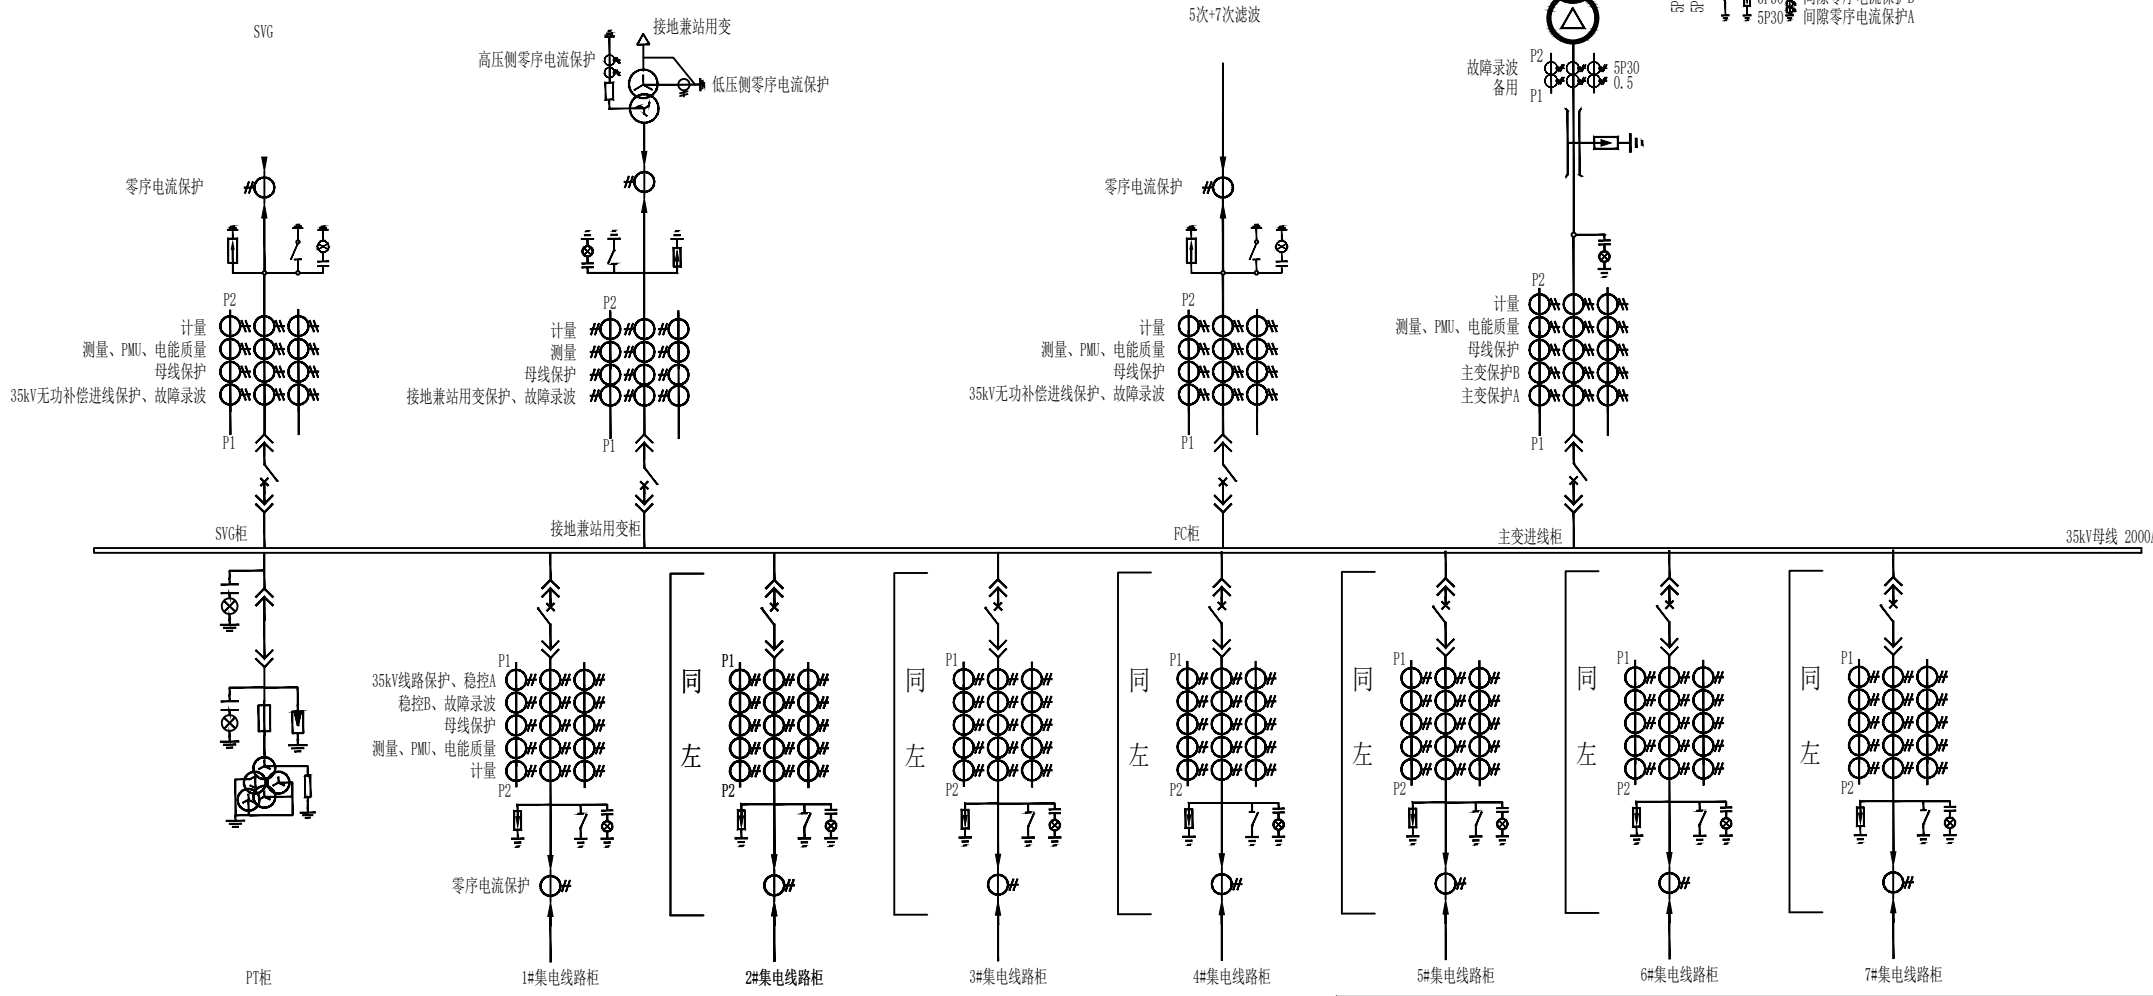 SVG
接地兼站用变
高压侧零序电流保护
低压侧零序电流保护
5次+7次滤波
5P30 间隙零序电流保护A
P2
故障录波 5P30
备用 0.5
P1
零序电流保护
零序电流保护
P2
计量
测量、PMU、电能质量
母线保护
35kV无功补偿进线保护、故障录波
P1
P2
计量
测量
母线保护
接地兼站用变保护、故障录波
P1
P2
计量
测量、PMU、电能质量
母线保护
35kV无功补偿进线保护、故障录波
P1
P2
计量
测量、PMU、电能质量
母线保护
主变保护B
主变保护A
P1
SVG柜
接地兼站用变柜
FC柜
主变进线柜
35kV母线 2000A
P1
35kV线路保护、稳控A
稳控B、故障录波
母线保护
测量、PMU、电能质量
计量
P2
零序电流保护
同
左
P1
P2
同
左
P1
P2
同
左
P1
P2
同
左
P1
P2
同
左
P1
P2
同
左
P1
P2
PT柜
1#集电线路柜
2#集电线路柜
3#集电线路柜
4#集电线路柜
5#集电线路柜
6#集电线路柜
7#集电线路柜